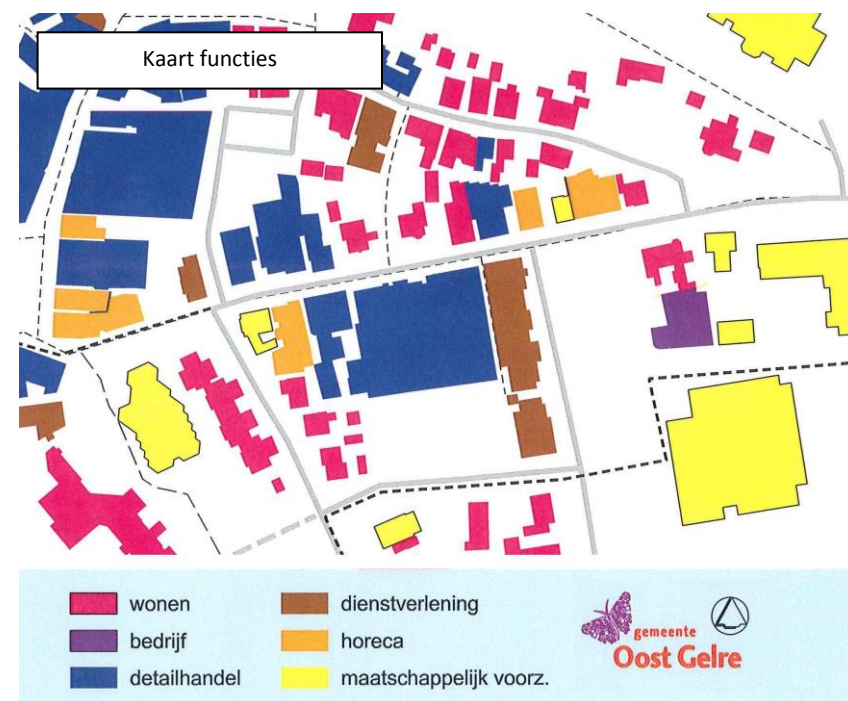 Kaart functies
wonen
bedrijf
detailhandel
dienstverlening
horeca
maatschappelijk voorz.
gemeente
Oost Gelre